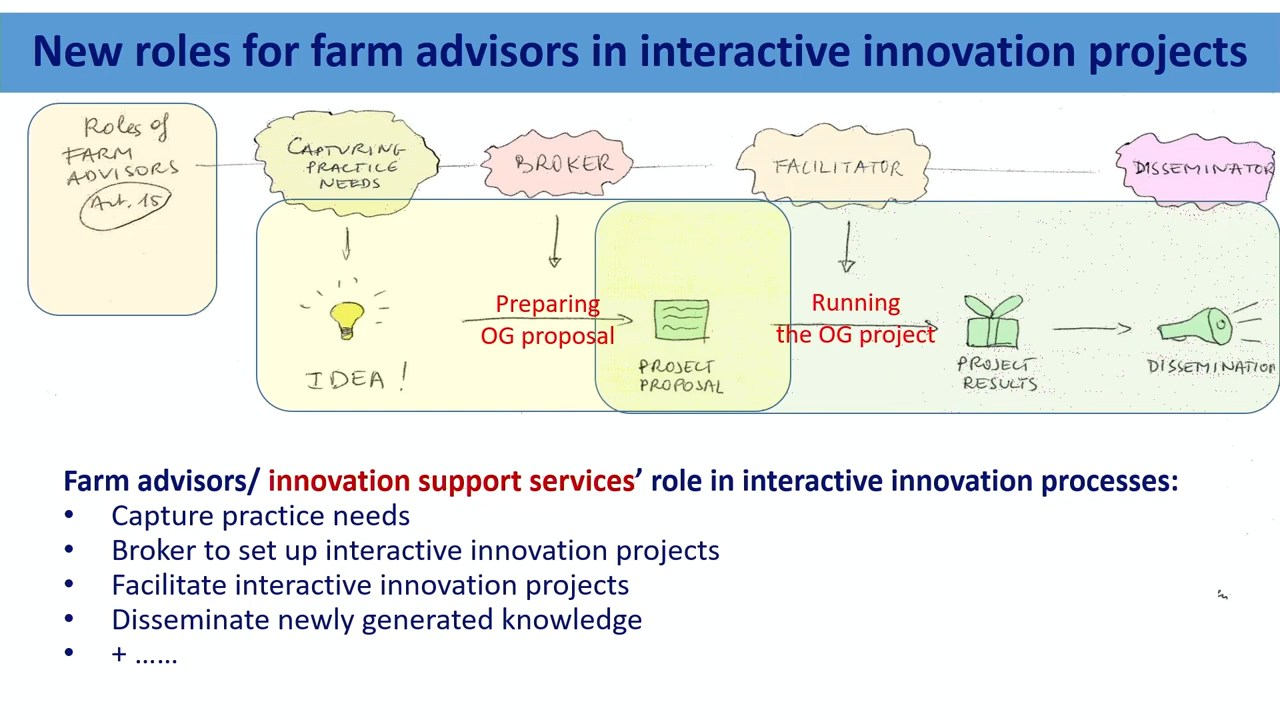 New roles for farm advisors in interactive innovation projects
Roles of
FARM
ADVISORS
Art. 15
CAPTURING
PRACTICE
NEEDS
BROKER
FACILITATOR
DISSEMINATOR
IDEA !
Preparing
OG proposal
PROJECT
PROPOSAL
Running
the OG project
PROJECT
RESULTS
DISSEMINATION
Farm advisors/ innovation support services’ role in interactive innovation processes:
• Capture practice needs
• Broker to set up interactive innovation projects
• Facilitate interactive innovation projects
• Disseminate newly generated knowledge
• + ……